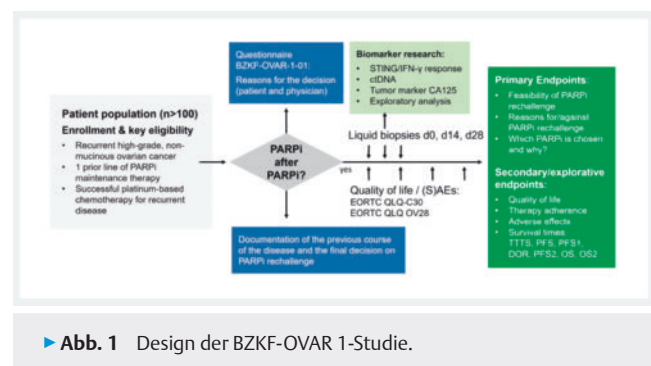 Patient population (n>100)
Enrollment & key eligibility
• Recurrent high-grade, non-
mucinous ovarian cancer
• 1 prior line of PARPi
maintenance therapy
• Successful platinum-based
chemotherapy for recurrent
disease
Questionnaire
BZKF-OVAR-1-01:
Reasons for the decision
(patient and physician)
PARPi
after
PARPi?
yes
Documentation of the previous course
of the disease and the final decision on
PARPi rechallenge
Biomarker research:
• STING/IFN-γ response
• ctDNA
• Tumor marker CA125
• Exploratory analysis
Liquid biopsies d0, d14, d28
Quality of life / (S)AEs:
EORTC QLQ-C30
EORTC QLQ OV28
Primary Endpoints:
• Feasibility of PARPi
rechallenge
• Reasons for/against
PARPi rechallenge
• Which PARPi is chosen
and why?
Secondary/explorative
endpoints:
• Quality of life
• Therapy adherence
• Adverse effects
• Survival times
TTTS, PFS, PFS1,
DOR, PFS2, OS, OS2
▶ Abb. 1 Design der BZKF-OVAR 1-Studie.